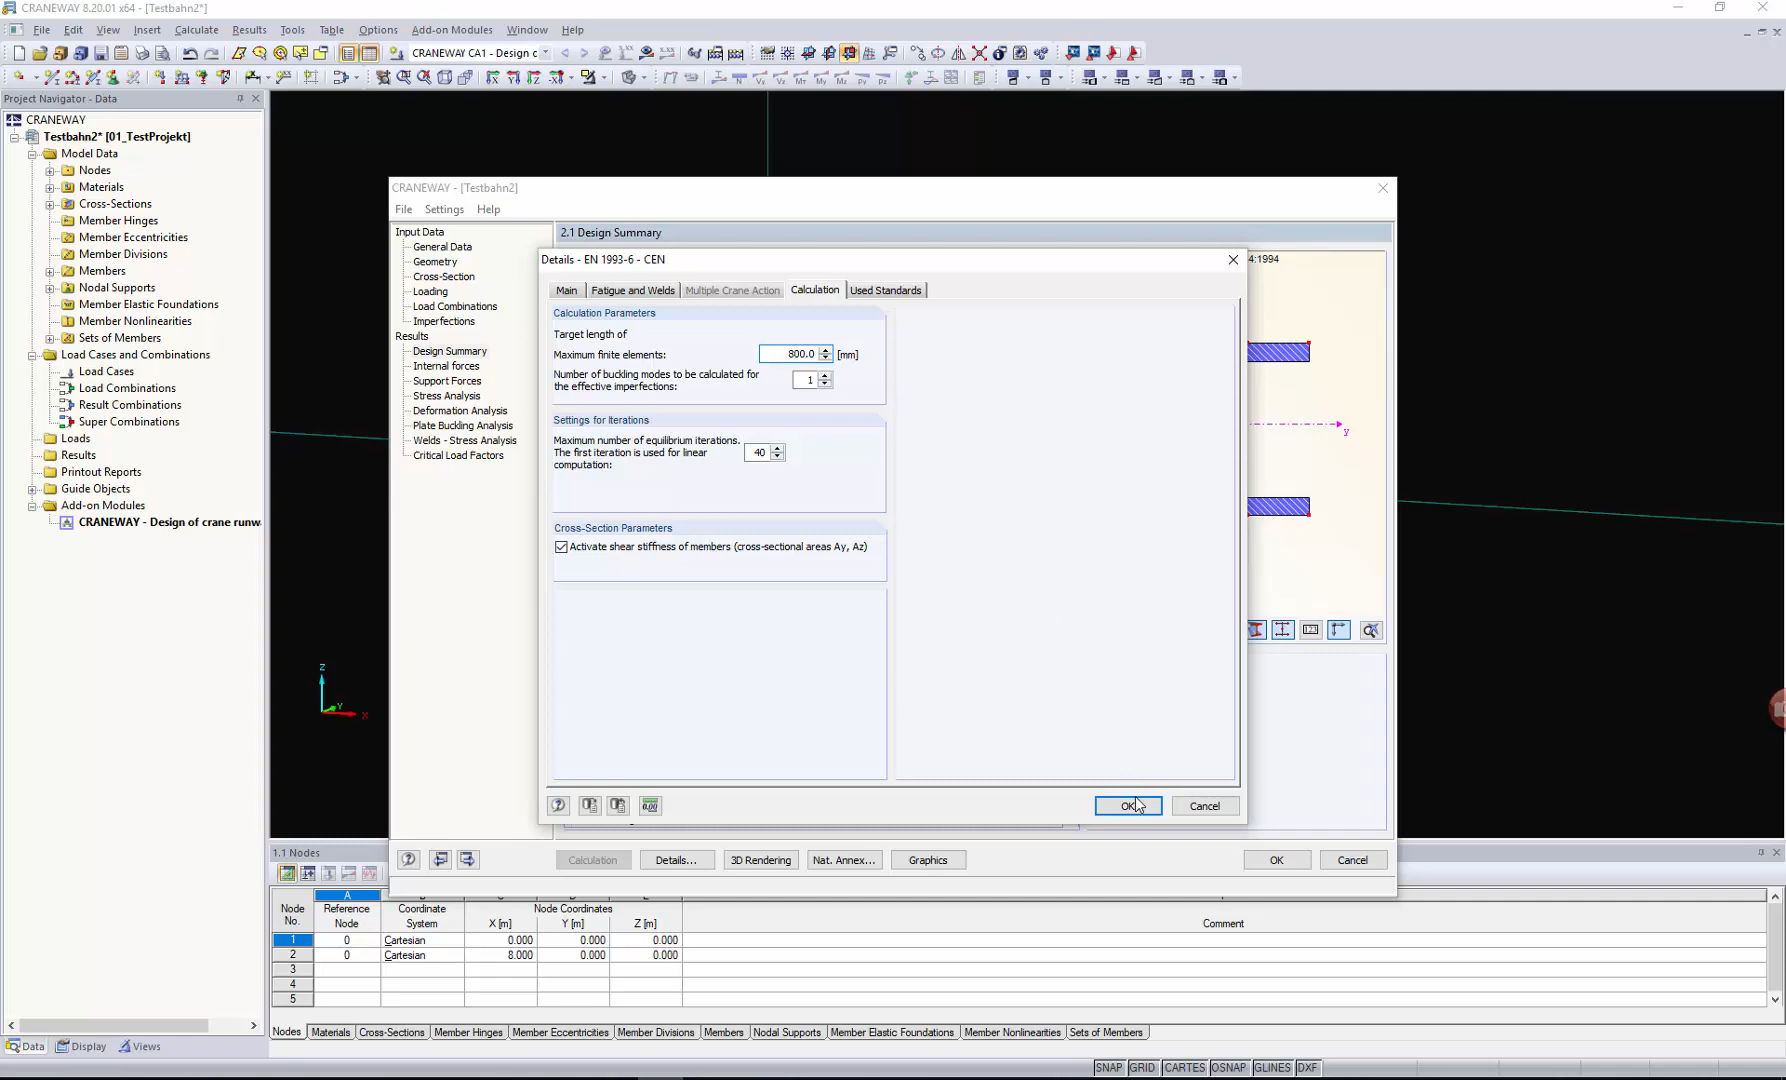 CRANEWAY 8.20.01 x64 - [Testbahn2*]
File Edit View Insert Calculate Results Tools Table Options Add-on Modules Window Help
CRANEWAY CA1 - Design c
Project Navigator - Data
CRANEWAY
Testbahn2* [01_TestProjekt]
Model Data
Nodes
Materials
Cross-Sections
Member Hinges
Member Eccentricities
Member Divisions
Members
Nodal Supports
Member Elastic Foundations
Member Nonlinearities
Sets of Members
Load Cases and Combinations
Load Cases
Load Combinations
Result Combinations
Super Combinations
Loads
Results
Printout Reports
Guide Objects
Add-on Modules
CRANEWAY - Design of crane runwa
Data Display Views
Z
Y
X
CRANEWAY - [Testbahn2]
File Settings Help
Input Data
General Data
Geometry
Cross-Section
Loading
Load Combinations
Imperfections
Results
Design Summary
Internal forces
Support Forces
Stress Analysis
Deformation Analysis
Plate Buckling Analysis
Welds - Stress Analysis
Critical Load Factors
2.1 Design Summary
4:1994
y
Details - EN 1993-6 - CEN
Main Fatigue and Welds Multiple Crane Action Calculation Used Standards
Calculation Parameters
Target length of
Maximum finite elements: 800.0 [mm]
Number of buckling modes to be calculated for
the effective imperfections: 1
Settings for Iterations
Maximum number of equilibrium iterations.
The first iteration is used for linear 40
computation:
Cross-Section Parameters
Activate shear stiffness of members (cross-sectional areas Ay, Az)
0.00 OK Cancel
Calculation Details... 3D Rendering Nat. Annex... Graphics OK Cancel
1.1 Nodes
A
Node Reference Coordinate Node Coordinates
No. Node System X [m] Y [m] Z [m] Comment
1 0 Cartesian 0.000 0.000 0.000
2 0 Cartesian 8.000 0.000 0.000
3
4
5
Nodes Materials Cross-Sections Member Hinges Member Eccentricities Member Divisions Members Nodal Supports Member Elastic Foundations Member Nonlinearities Sets of Members
SNAP GRID CARTES OSNAP GLINES DXF